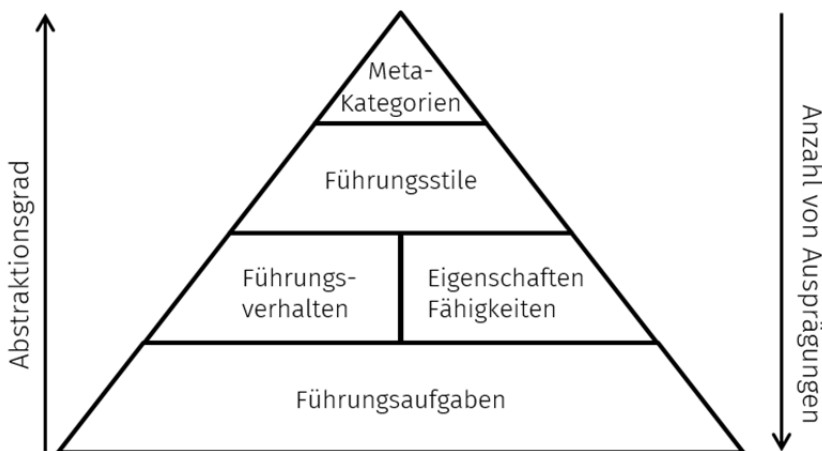 Meta-
Kategorien
Führungsstile
Führungs-
verhalten
Eigenschaften
Fähigkeiten
Führungsaufgaben
Abstraktionsgrad
Anzahl von Ausprägungen